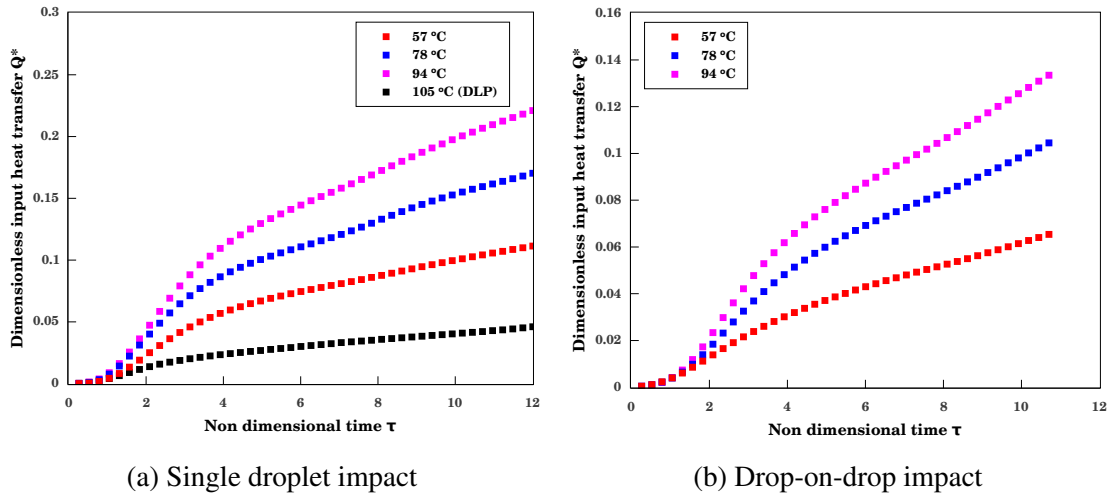 0.3
0.25
0.2
0.15
0.1
0.05
0
Dimensionless input heat transfer Q*
57 °C
78 °C
94 °C
105 °C (DLP)
0 2 4 6 8 10 12
Non dimensional time τ
(a) Single droplet impact
0.16
0.14
0.12
0.1
0.08
0.06
0.04
0.02
0
Dimensionless input heat transfer Q*
57 °C
78 °C
94 °C
0 2 4 6 8 10 12
Non dimensional time τ
(b) Drop-on-drop impact